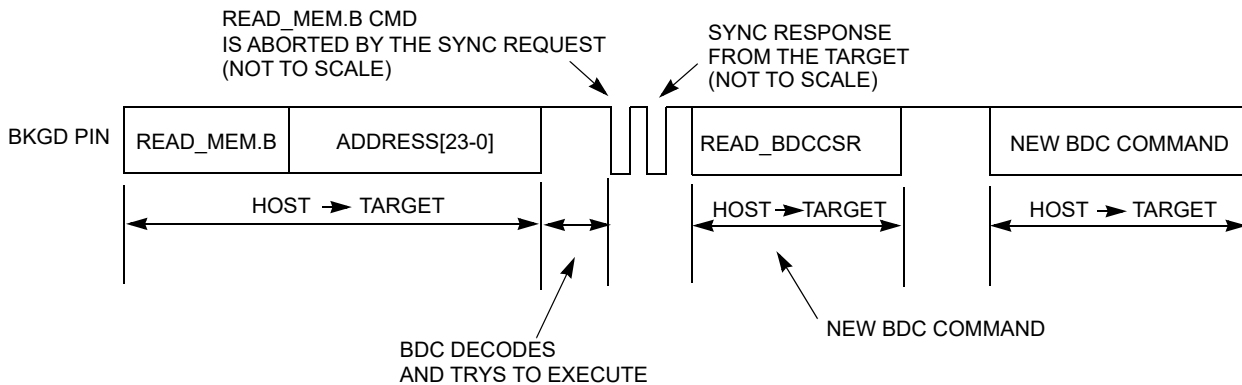 READ_MEM.B CMD
IS ABORTED BY THE SYNC REQUEST
(NOT TO SCALE)
SYNC RESPONSE
FROM THE TARGET
(NOT TO SCALE)
BKGD PIN
READ_MEM.B
ADDRESS[23-0]
READ_BDCCSR
NEW BDC COMMAND
HOST → TARGET
HOST → TARGET
HOST → TARGET
NEW BDC COMMAND
BDC DECODES
AND TRYS TO EXECUTE